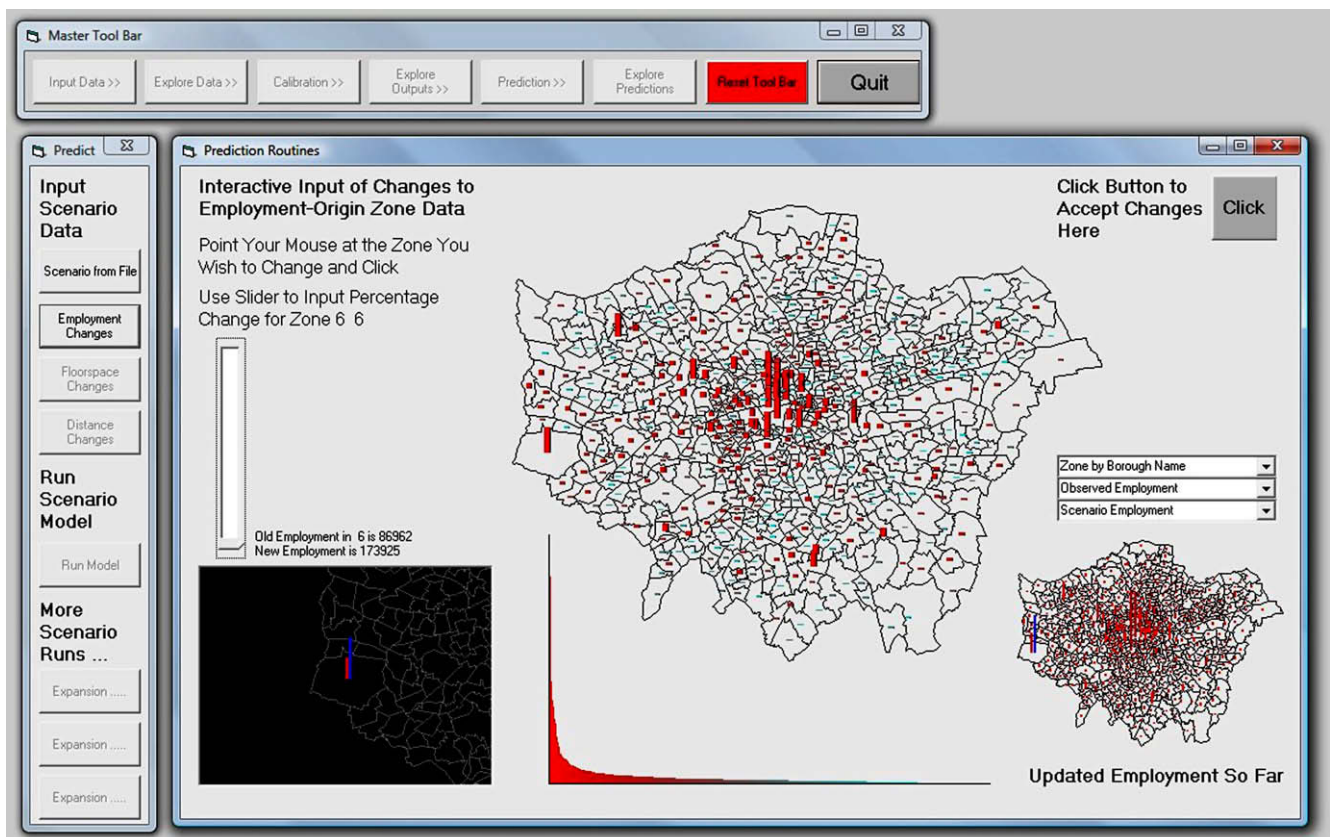 Master Tool Bar
Input Data >>
Explore Data >>
Calibration >>
Explore
Outputs >>
Prediction >>
Explore
Predictions
Reset Tool Bar
Quit
Predict
Input
Scenario
Data
Scenario from File
Employment
Changes
Floorspace
Changes
Distance
Changes
Run
Scenario
Model
Run Model
More
Scenario
Runs ...
Expansion .....
Expansion .....
Expansion .....
Prediction Routines
Interactive Input of Changes to
Employment-Origin Zone Data
Point Your Mouse at the Zone You
Wish to Change and Click
Use Slider to Input Percentage
Change for Zone 6 6
Old Employment in 6 is 86962
New Employment is 173925
Click Button to
Accept Changes
Here
Click
Zone by Borough Name
Observed Employment
Scenario Employment
Updated Employment So Far